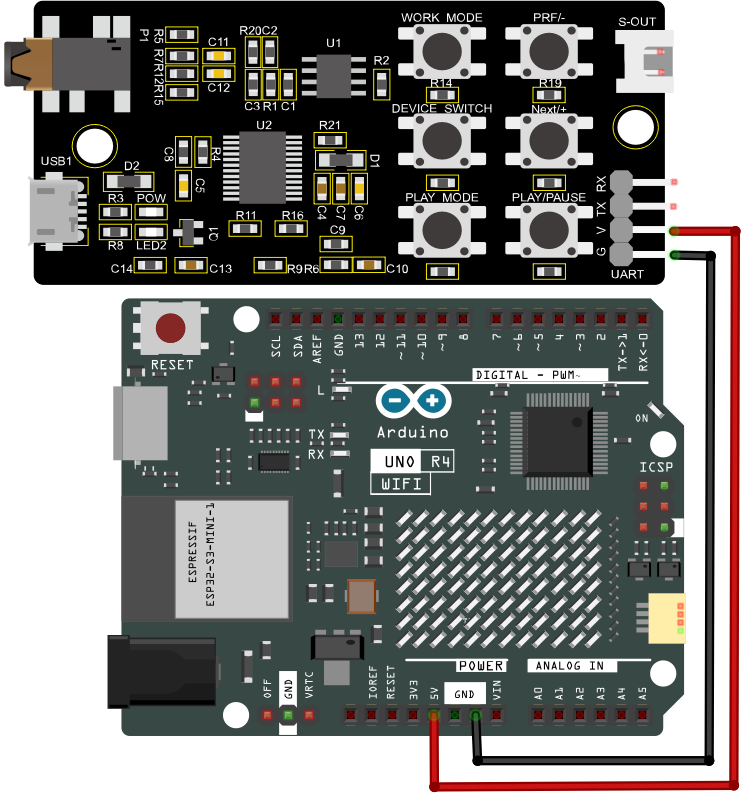 WORK MODE
PRF/-
S-OUT
P1
R5
R7
R12
R15
C11
C12
R20
C2
U1
R2
C3
R1
C1
R14
R19
DEVICE SWITCH
Next/+
U2
R21
D1
C8
R4
C5
USB1
D2
R3
POW
R8
LED2
Q1
R11
R16
C4
C7
C6
C9
C14
C13
R9
R6
C10
PLAY MODE
PLAY/PAUSE
RX
TX
V
G
UART
RESET
SCL
SDA
AREF
GND
13
12
~11
~10
~9
8
7
~6
~5
4
~3
2
TX->1
RX<-0
DIGITAL - PWM~
L
TX
RX
Arduino
UNO R4
WIFI
ON
ICSP
ESPRESSIF
ESP32-S3-MINI-1
POWER
ANALOG IN
OFF
GND
VRTC
IOREF
RESET
3V3
5V
GND
VIN
A0
A1
A2
A3
A4
A5